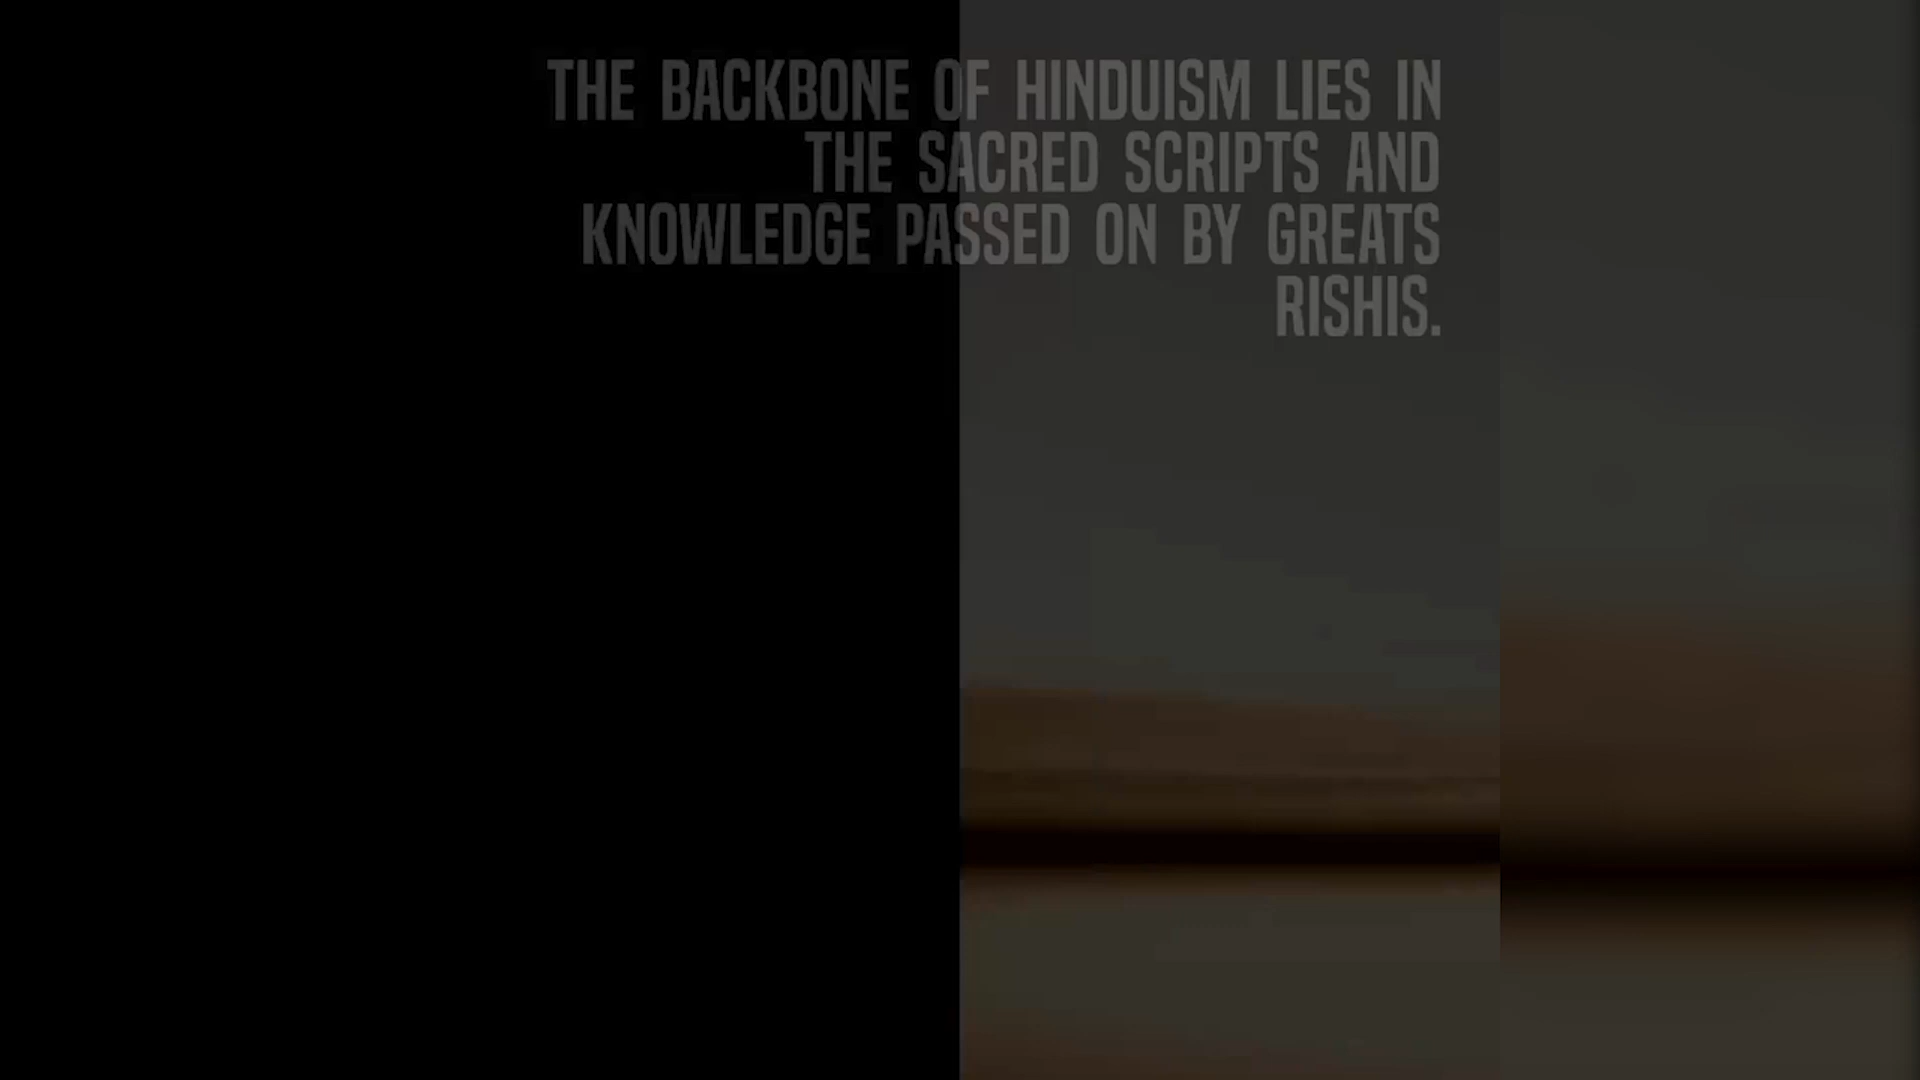 THE BACKBONE OF HINDUISM LIES IN
THE SACRED SCRIPTS AND
KNOWLEDGE PASSED ON BY GREATS
RISHIS.